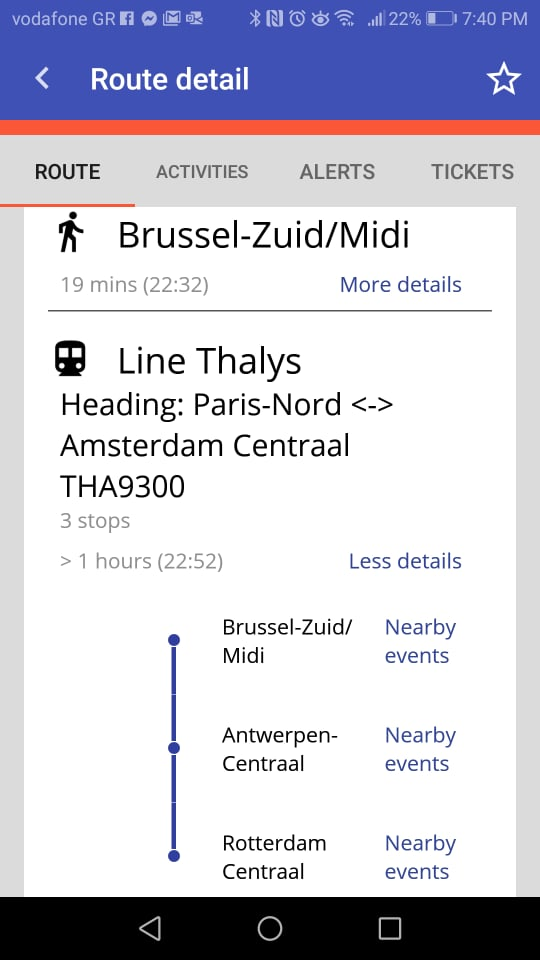 vodafone GR 22% 7:40 PM
Route detail
ROUTE ACTIVITIES ALERTS TICKETS
Brussel-Zuid/Midi
19 mins (22:32) More details
Line Thalys
Heading: Paris-Nord <->
Amsterdam Centraal
THA9300
3 stops
> 1 hours (22:52) Less details
Brussel-Zuid/ Nearby
Midi events
Antwerpen- Nearby
Centraal events
Rotterdam Nearby
Centraal events